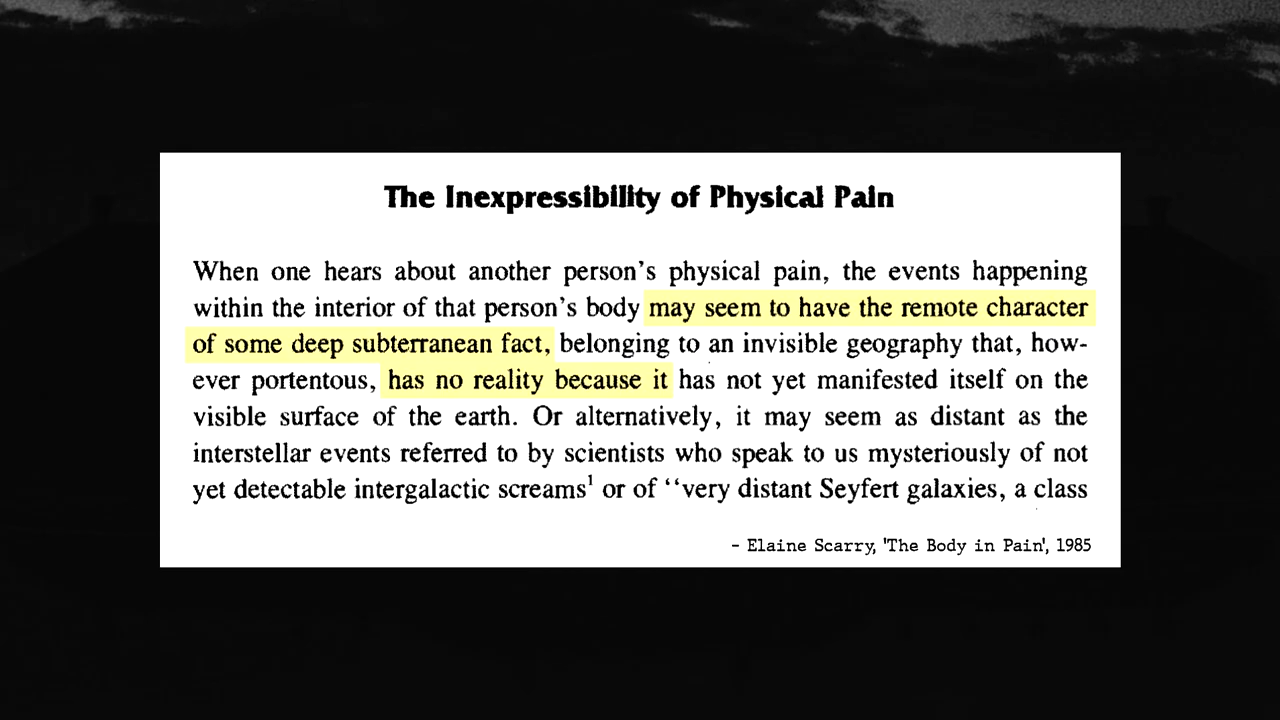 The Inexpressibility of Physical Pain
When one hears about another person's physical pain, the events happening
within the interior of that person's body may seem to have the remote character
of some deep subterranean fact, belonging to an invisible geography that, how-
ever portentous, has no reality because it has not yet manifested itself on the
visible surface of the earth. Or alternatively, it may seem as distant as the
interstellar events referred to by scientists who speak to us mysteriously of not
yet detectable intergalactic screams¹ or of ‘‘very distant Seyfert galaxies, a class
- Elaine Scarry, 'The Body in Pain', 1985